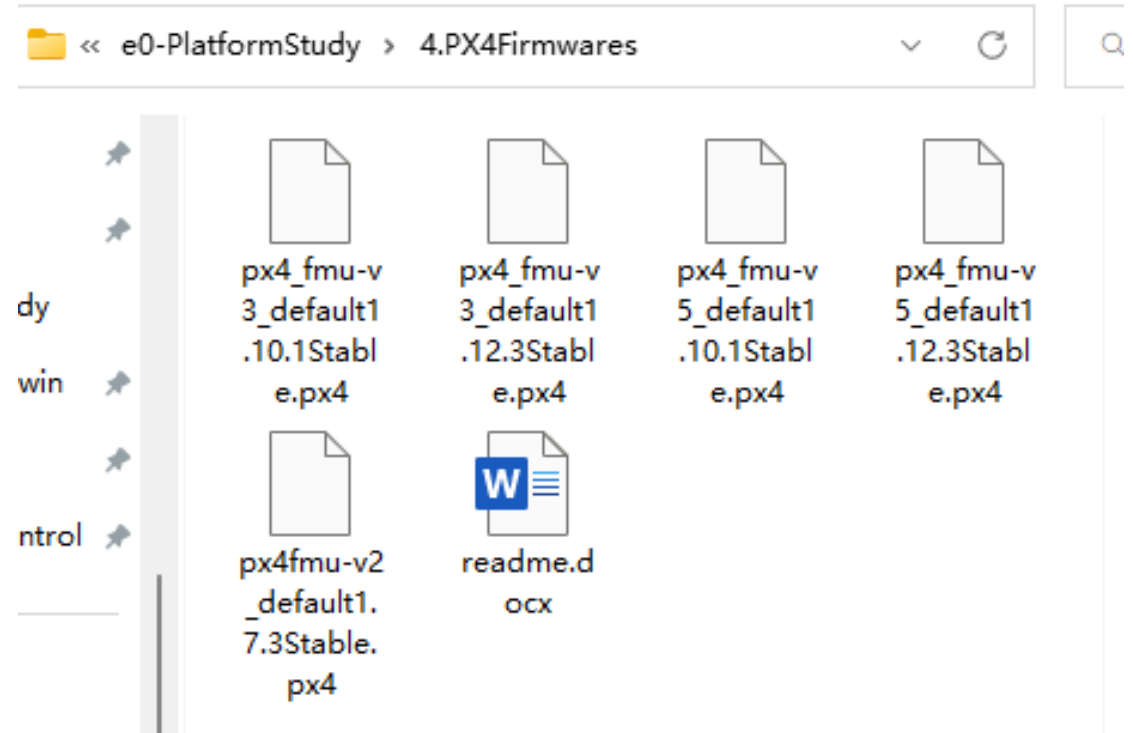 « e0-PlatformStudy > 4.PX4Firmwares
px4_fmu-v
3_default1
.10.1Stabl
e.px4
px4_fmu-v
3_default1
.12.3Stabl
e.px4
px4_fmu-v
5_default1
.10.1Stabl
e.px4
px4_fmu-v
5_default1
.12.3Stabl
e.px4
dy
win
ntrol
px4fmu-v2
_default1.
7.3Stable.
px4
W
readme.d
ocx